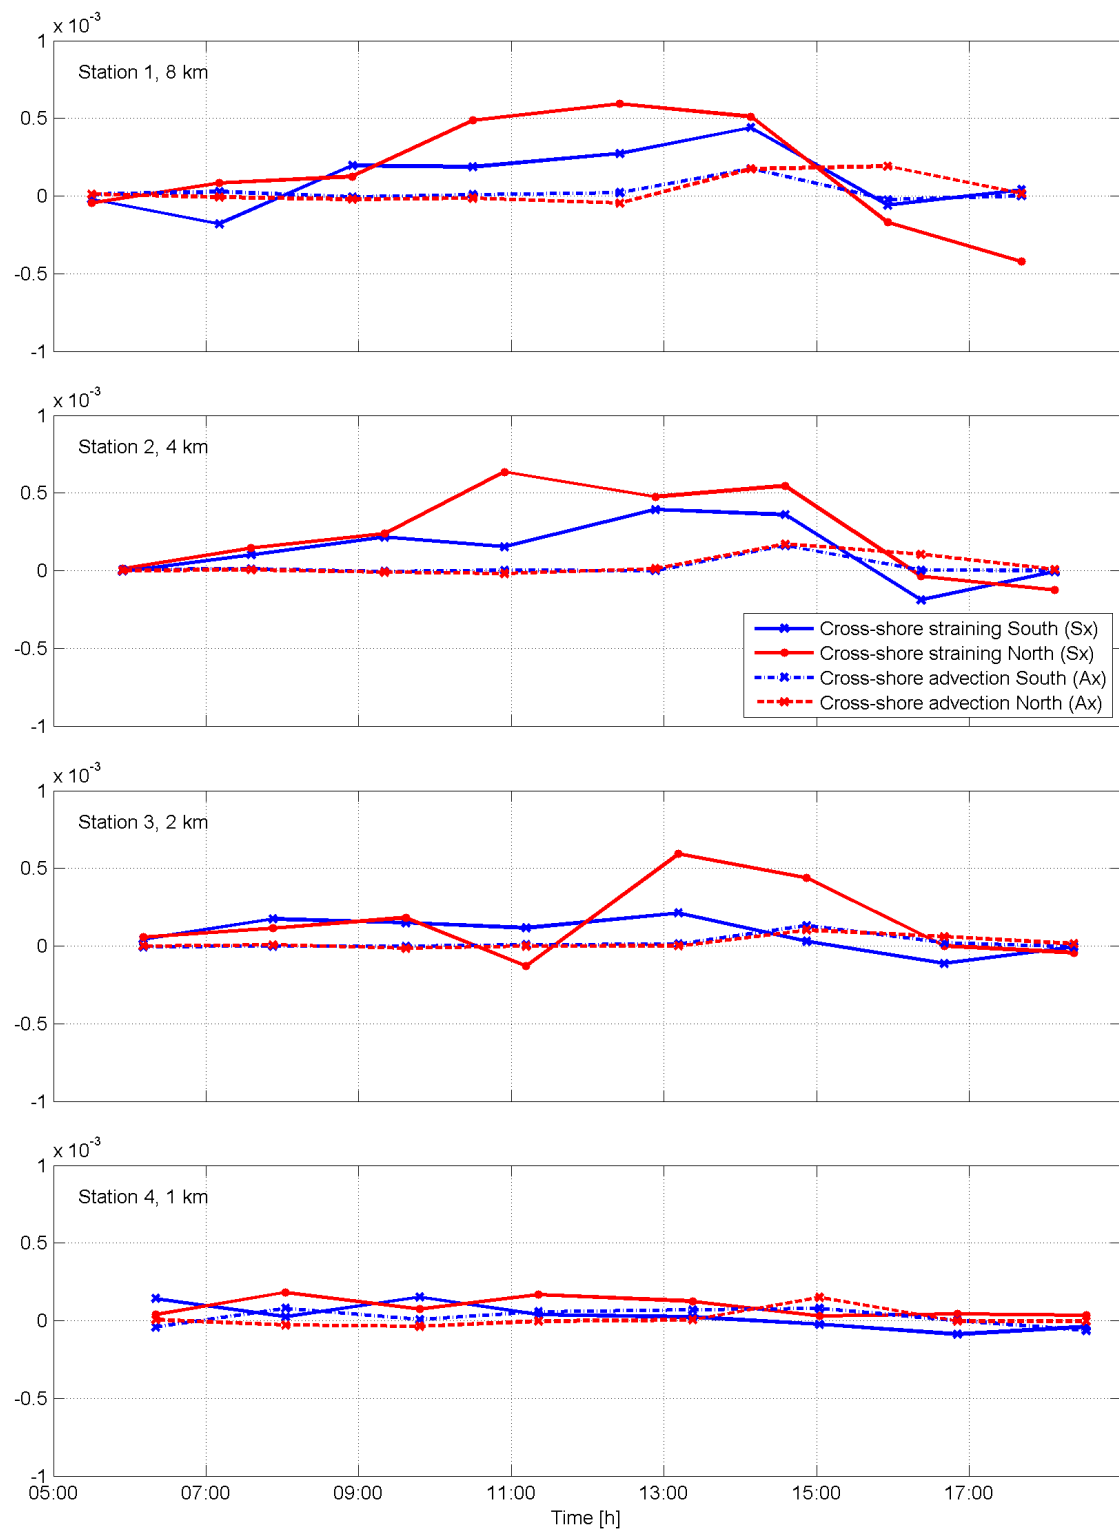 x 10^-3
1
Station 1, 8 km
0.5
0
-0.5
-1
x 10^-3
1
Station 2, 4 km
0.5
0
Cross-shore straining South (Sx)
Cross-shore straining North (Sx)
Cross-shore advection South (Ax)
Cross-shore advection North (Ax)
-0.5
-1
x 10^-3
1
Station 3, 2 km
0.5
0
-0.5
-1
x 10^-3
1
Station 4, 1 km
0.5
0
-0.5
-1
05:00 07:00 09:00 11:00 13:00 15:00 17:00
Time [h]